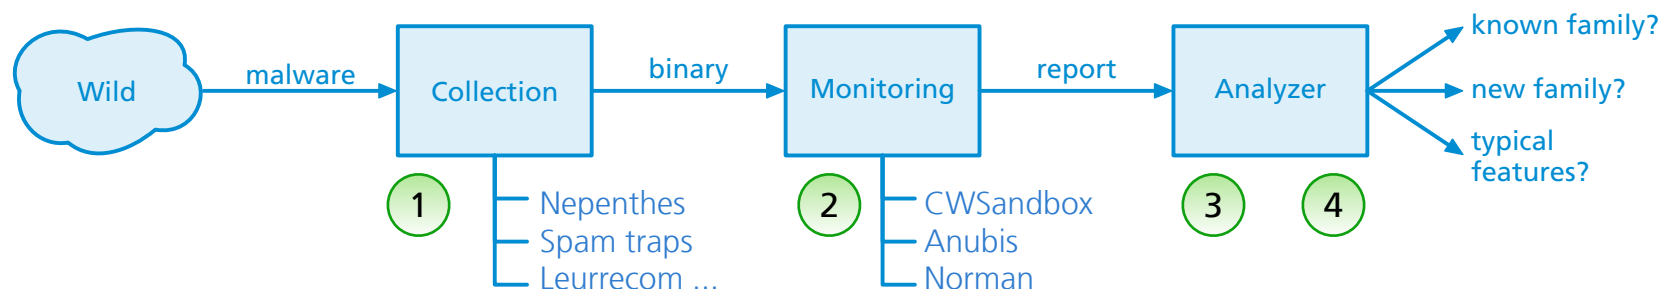 Wild
malware
Collection
binary
Monitoring
report
Analyzer
known family?
new family?
typical
features?
1
Nepenthes
Spam traps
Leurrecom ...
2
CWSandbox
Anubis
Norman
3
4